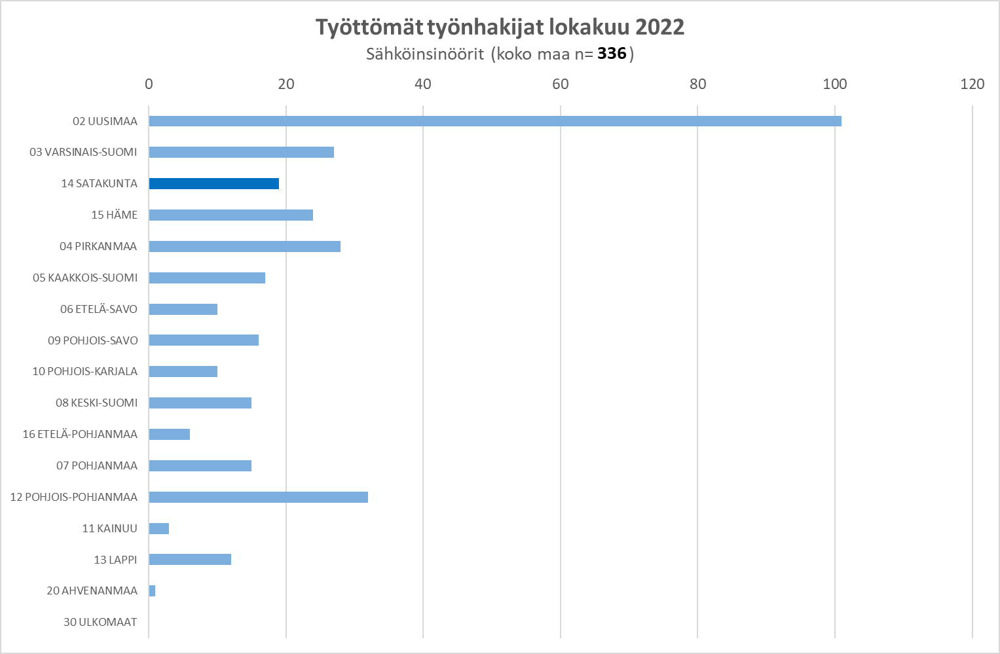 Työttömät työnhakijat lokakuu 2022
Sähköinsinöörit (koko maa n= 336 )
0 20 40 60 80 100 120
02 UUSIMAA
03 VARSINAIS-SUOMI
14 SATAKUNTA
15 HÄME
04 PIRKANMAA
05 KAAKKOIS-SUOMI
06 ETELÄ-SAVO
09 POHJOIS-SAVO
10 POHJOIS-KARJALA
08 KESKI-SUOMI
16 ETELÄ-POHJANMAA
07 POHJANMAA
12 POHJOIS-POHJANMAA
11 KAINUU
13 LAPPI
20 AHVENANMAA
30 ULKOMAAT